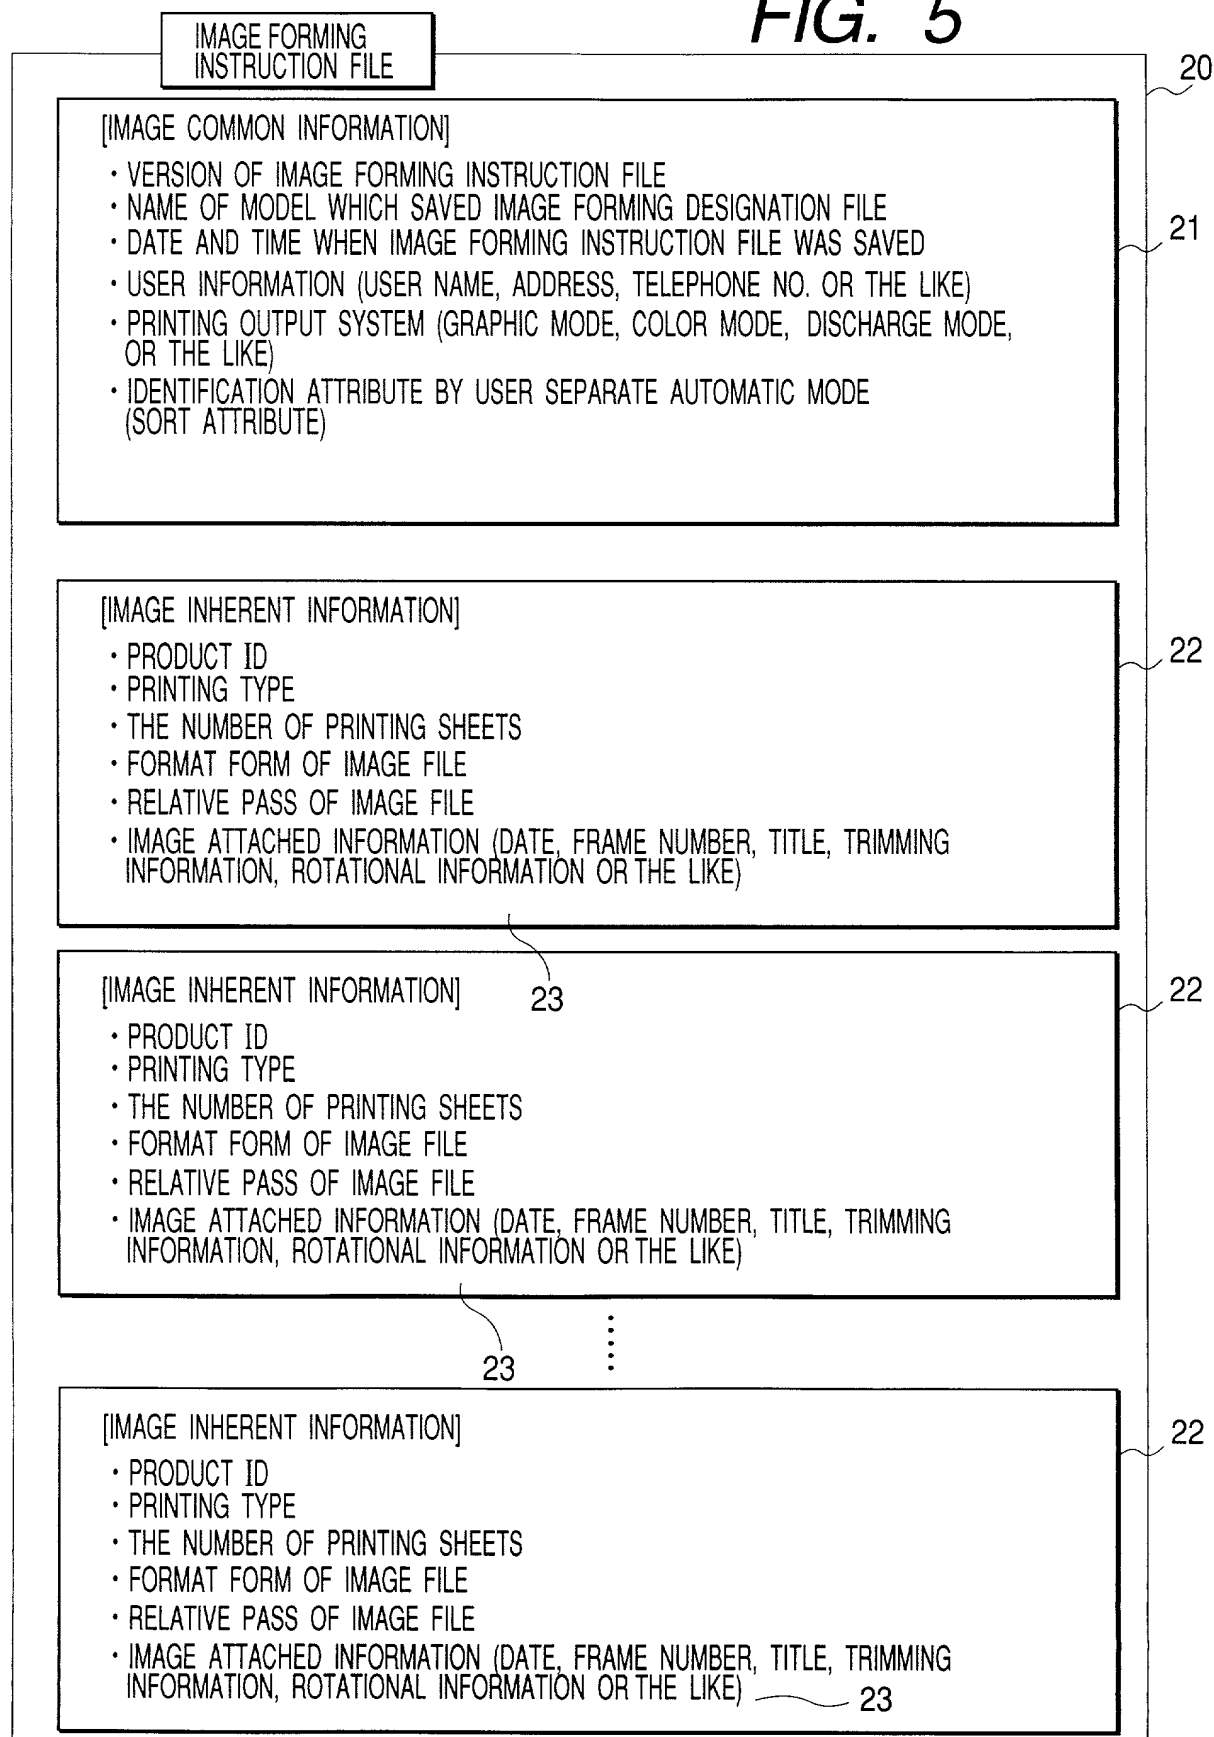 FIG. 5
IMAGE FORMING
INSTRUCTION FILE
20
[IMAGE COMMON INFORMATION]
・VERSION OF IMAGE FORMING INSTRUCTION FILE
・NAME OF MODEL WHICH SAVED IMAGE FORMING DESIGNATION FILE
・DATE AND TIME WHEN IMAGE FORMING INSTRUCTION FILE WAS SAVED
21
・USER INFORMATION (USER NAME, ADDRESS, TELEPHONE NO. OR THE LIKE)
・PRINTING OUTPUT SYSTEM (GRAPHIC MODE, COLOR MODE, DISCHARGE MODE,
OR THE LIKE)
・IDENTIFICATION ATTRIBUTE BY USER SEPARATE AUTOMATIC MODE
(SORT ATTRIBUTE)
[IMAGE INHERENT INFORMATION]
22
・PRODUCT ID
・PRINTING TYPE
・THE NUMBER OF PRINTING SHEETS
・FORMAT FORM OF IMAGE FILE
・RELATIVE PASS OF IMAGE FILE
・IMAGE ATTACHED INFORMATION (DATE, FRAME NUMBER, TITLE, TRIMMING
INFORMATION, ROTATIONAL INFORMATION OR THE LIKE)
23
[IMAGE INHERENT INFORMATION]
22
・PRODUCT ID
・PRINTING TYPE
・THE NUMBER OF PRINTING SHEETS
・FORMAT FORM OF IMAGE FILE
・RELATIVE PASS OF IMAGE FILE
・IMAGE ATTACHED INFORMATION (DATE, FRAME NUMBER, TITLE, TRIMMING
INFORMATION, ROTATIONAL INFORMATION OR THE LIKE)
23
[IMAGE INHERENT INFORMATION]
22
・PRODUCT ID
・PRINTING TYPE
・THE NUMBER OF PRINTING SHEETS
・FORMAT FORM OF IMAGE FILE
・RELATIVE PASS OF IMAGE FILE
・IMAGE ATTACHED INFORMATION (DATE, FRAME NUMBER, TITLE, TRIMMING
INFORMATION, ROTATIONAL INFORMATION OR THE LIKE)
23